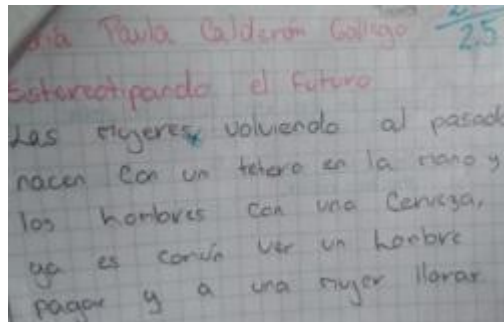 Paula Calderón Gallego 2.5
Estereotipando el futuro
Las mujeres volviendo al pasado
nacen con un tetero en la mano y
los hombres con una cerveza,
ya es común ver un hombre
pagar y a una mujer llorar